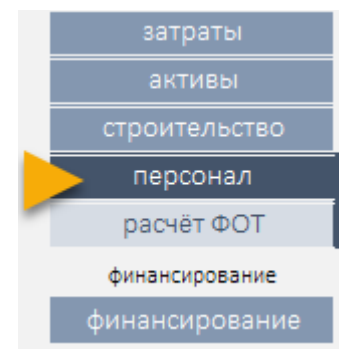 затраты
активы
строительство
персонал
расчёт ФОТ
финансирование
финансирование